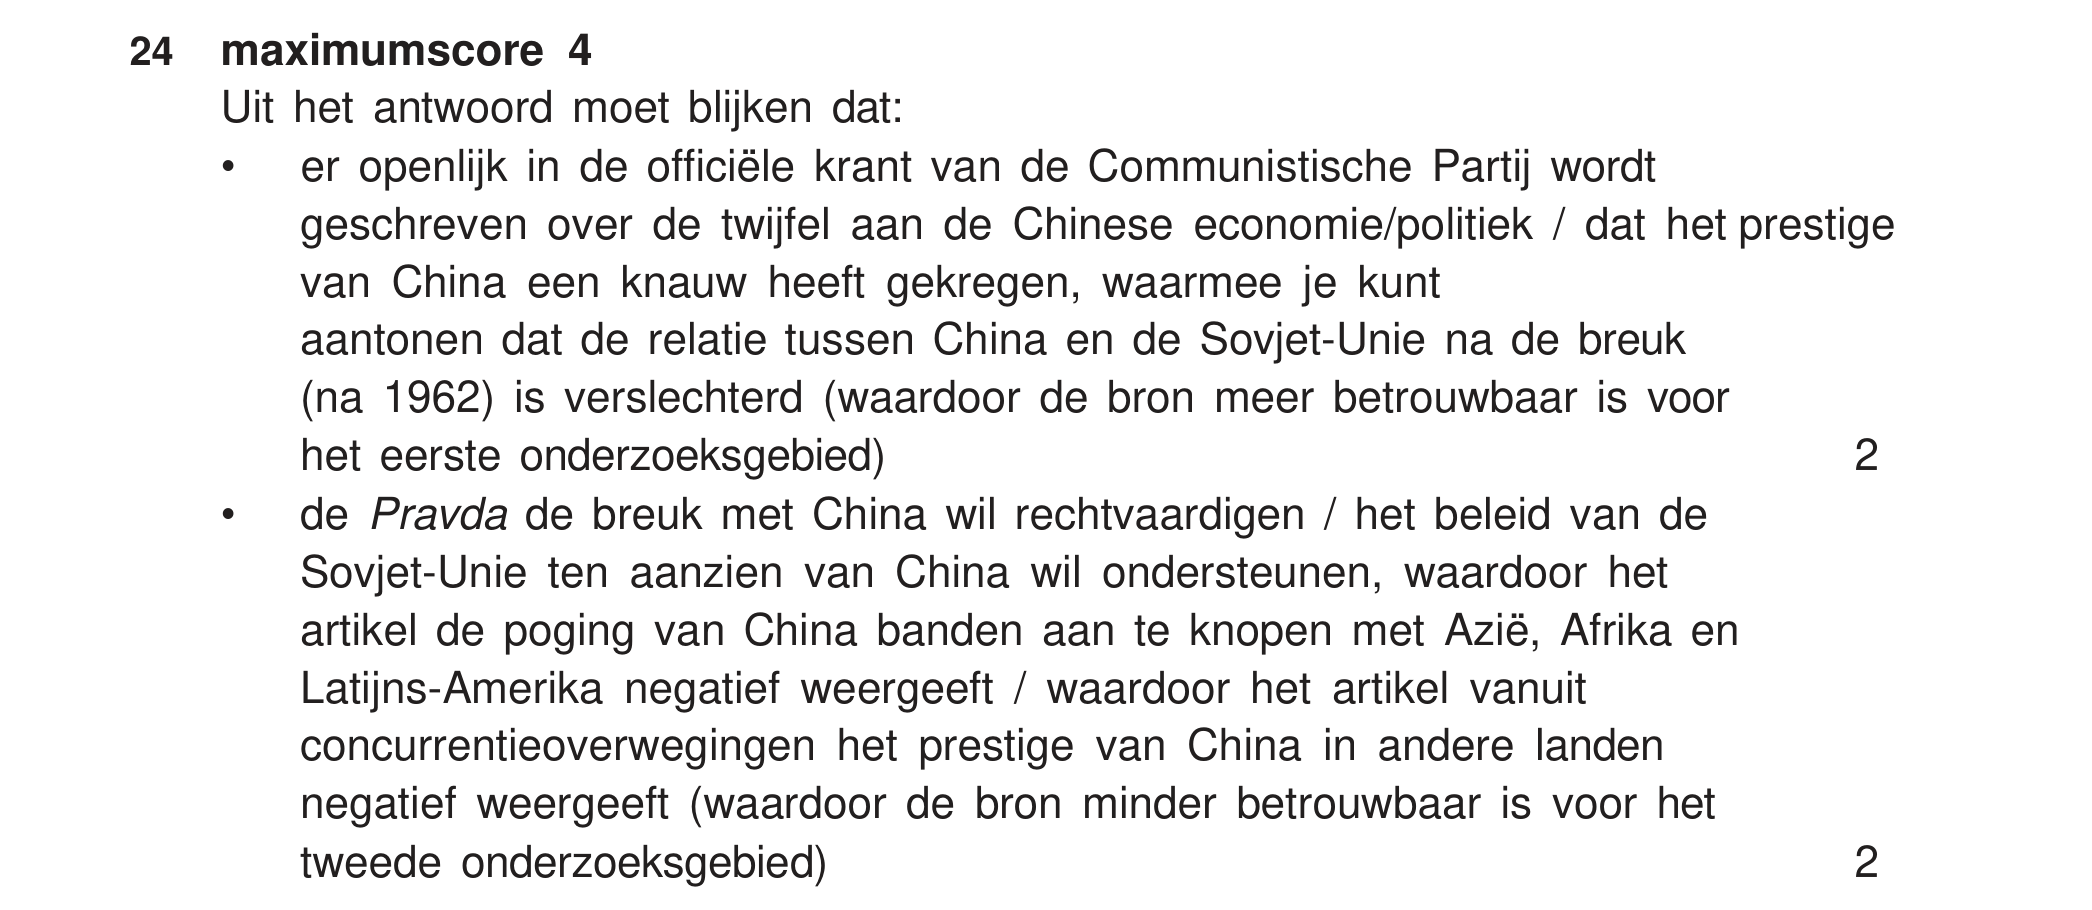 24 maximumscore 4
Uit het antwoord moet blijken dat:
• er openlijk in de officiële krant van de Communistische Partij wordt
geschreven over de twijfel aan de Chinese economie/politiek / dat het prestige
van China een knauw heeft gekregen, waarmee je kunt
aantonen dat de relatie tussen China en de Sovjet-Unie na de breuk
(na 1962) is verslechterd (waardoor de bron meer betrouwbaar is voor
het eerste onderzoeksgebied) 2
• de Pravda de breuk met China wil rechtvaardigen / het beleid van de
Sovjet-Unie ten aanzien van China wil ondersteunen, waardoor het
artikel de poging van China banden aan te knopen met Azië, Afrika en
Latijns-Amerika negatief weergeeft / waardoor het artikel vanuit
concurrentieoverwegingen het prestige van China in andere landen
negatief weergeeft (waardoor de bron minder betrouwbaar is voor het
tweede onderzoeksgebied) 2